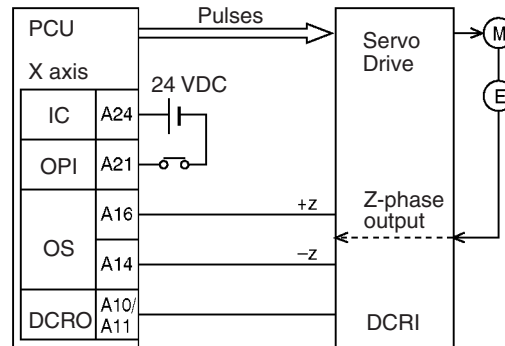 PCU
Pulses
Servo
Drive
M
X axis
24 VDC
E
IC
A24
OPI
A21
OS
A16
+z
Z-phase
output
A14
−z
DCRO
A10/
A11
DCRI